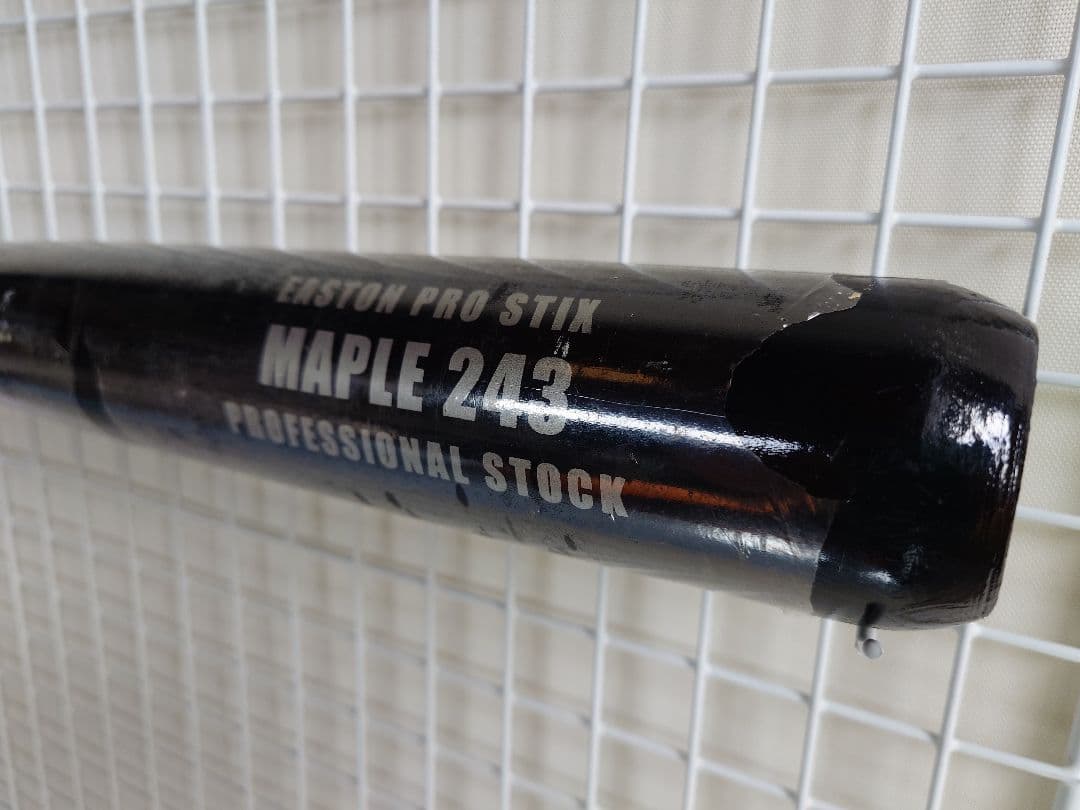 EASTON PRO STIX
MAPLE 243
PROFESSIONAL STOCK